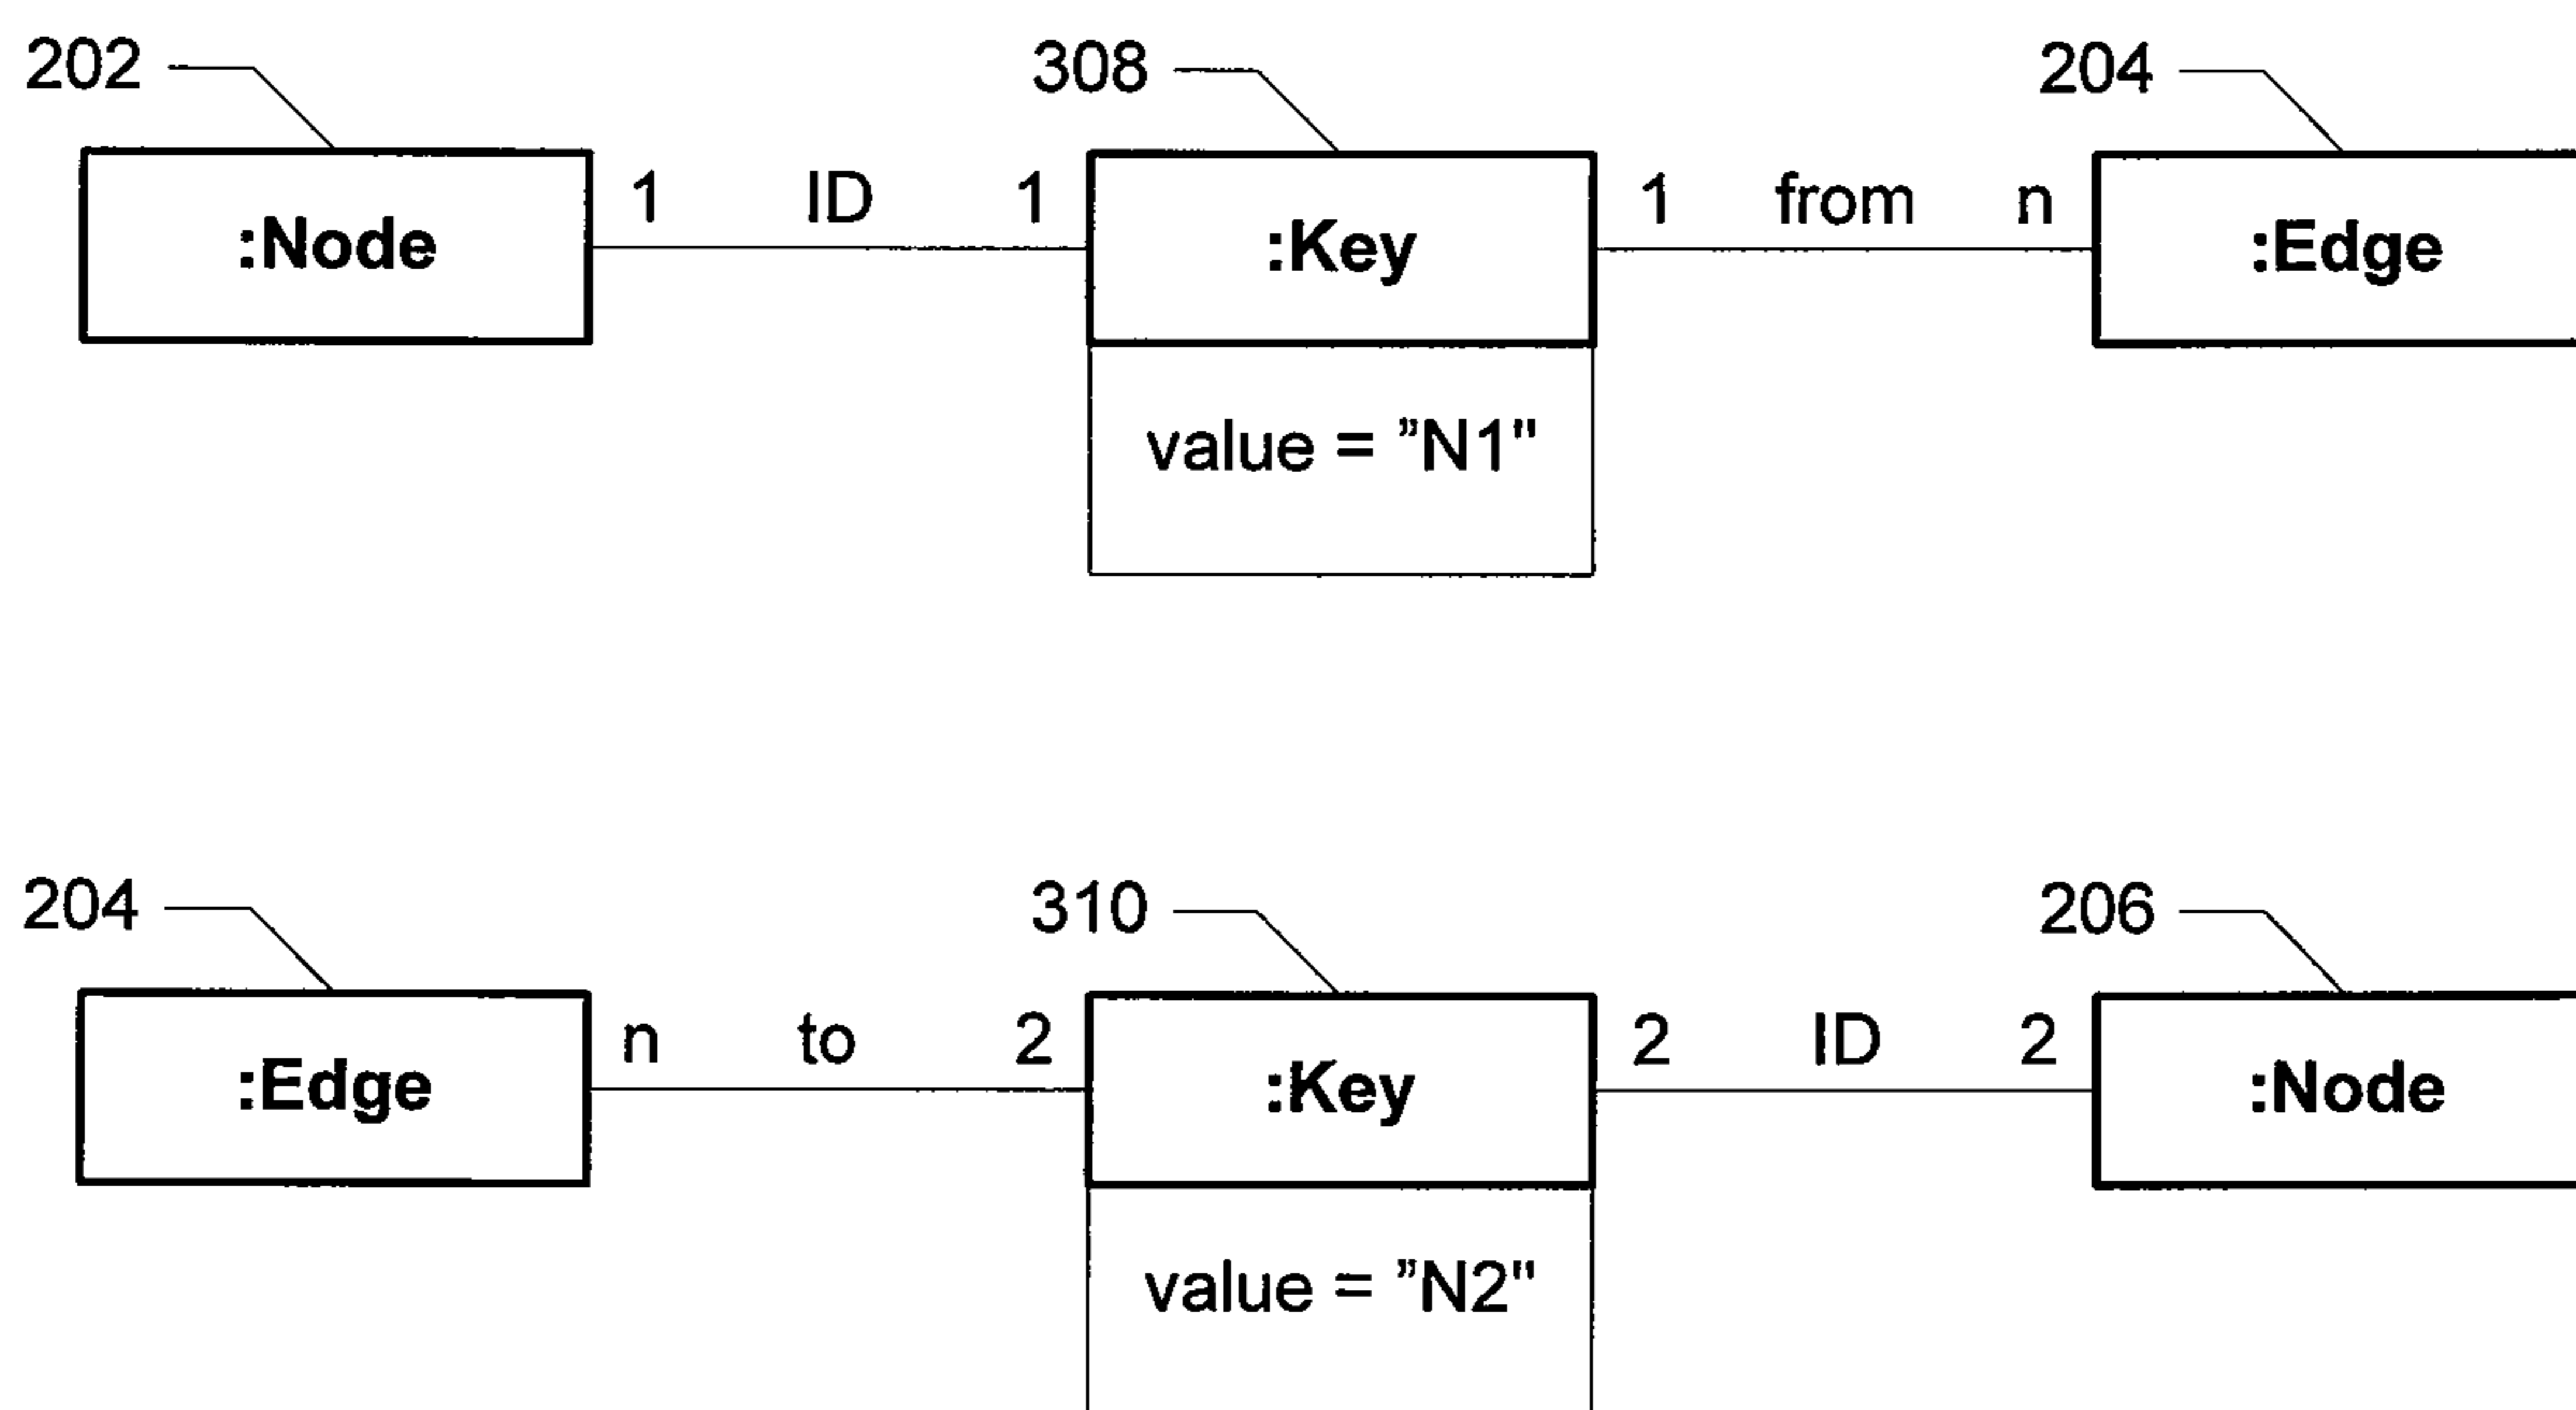 202 308 204
:Node 1 ID 1 :Key 1 from n :Edge
value = ”N1"
204 310 206
:Edge n to 2 :Key 2 ID 2 :Node
value = ”N2"